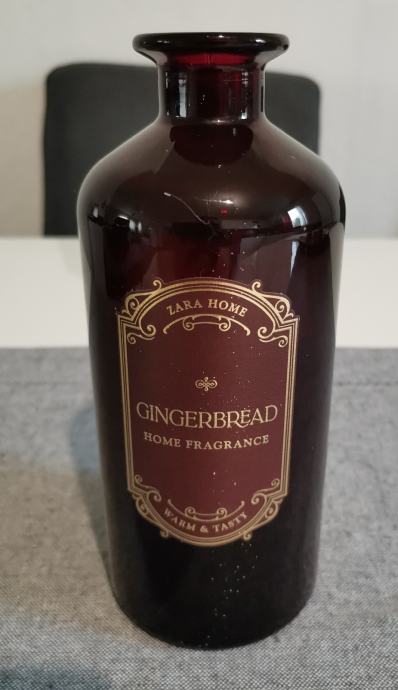 ZARA HOME
GINGERBREAD
HOME FRAGRANCE
WARM & TASTY